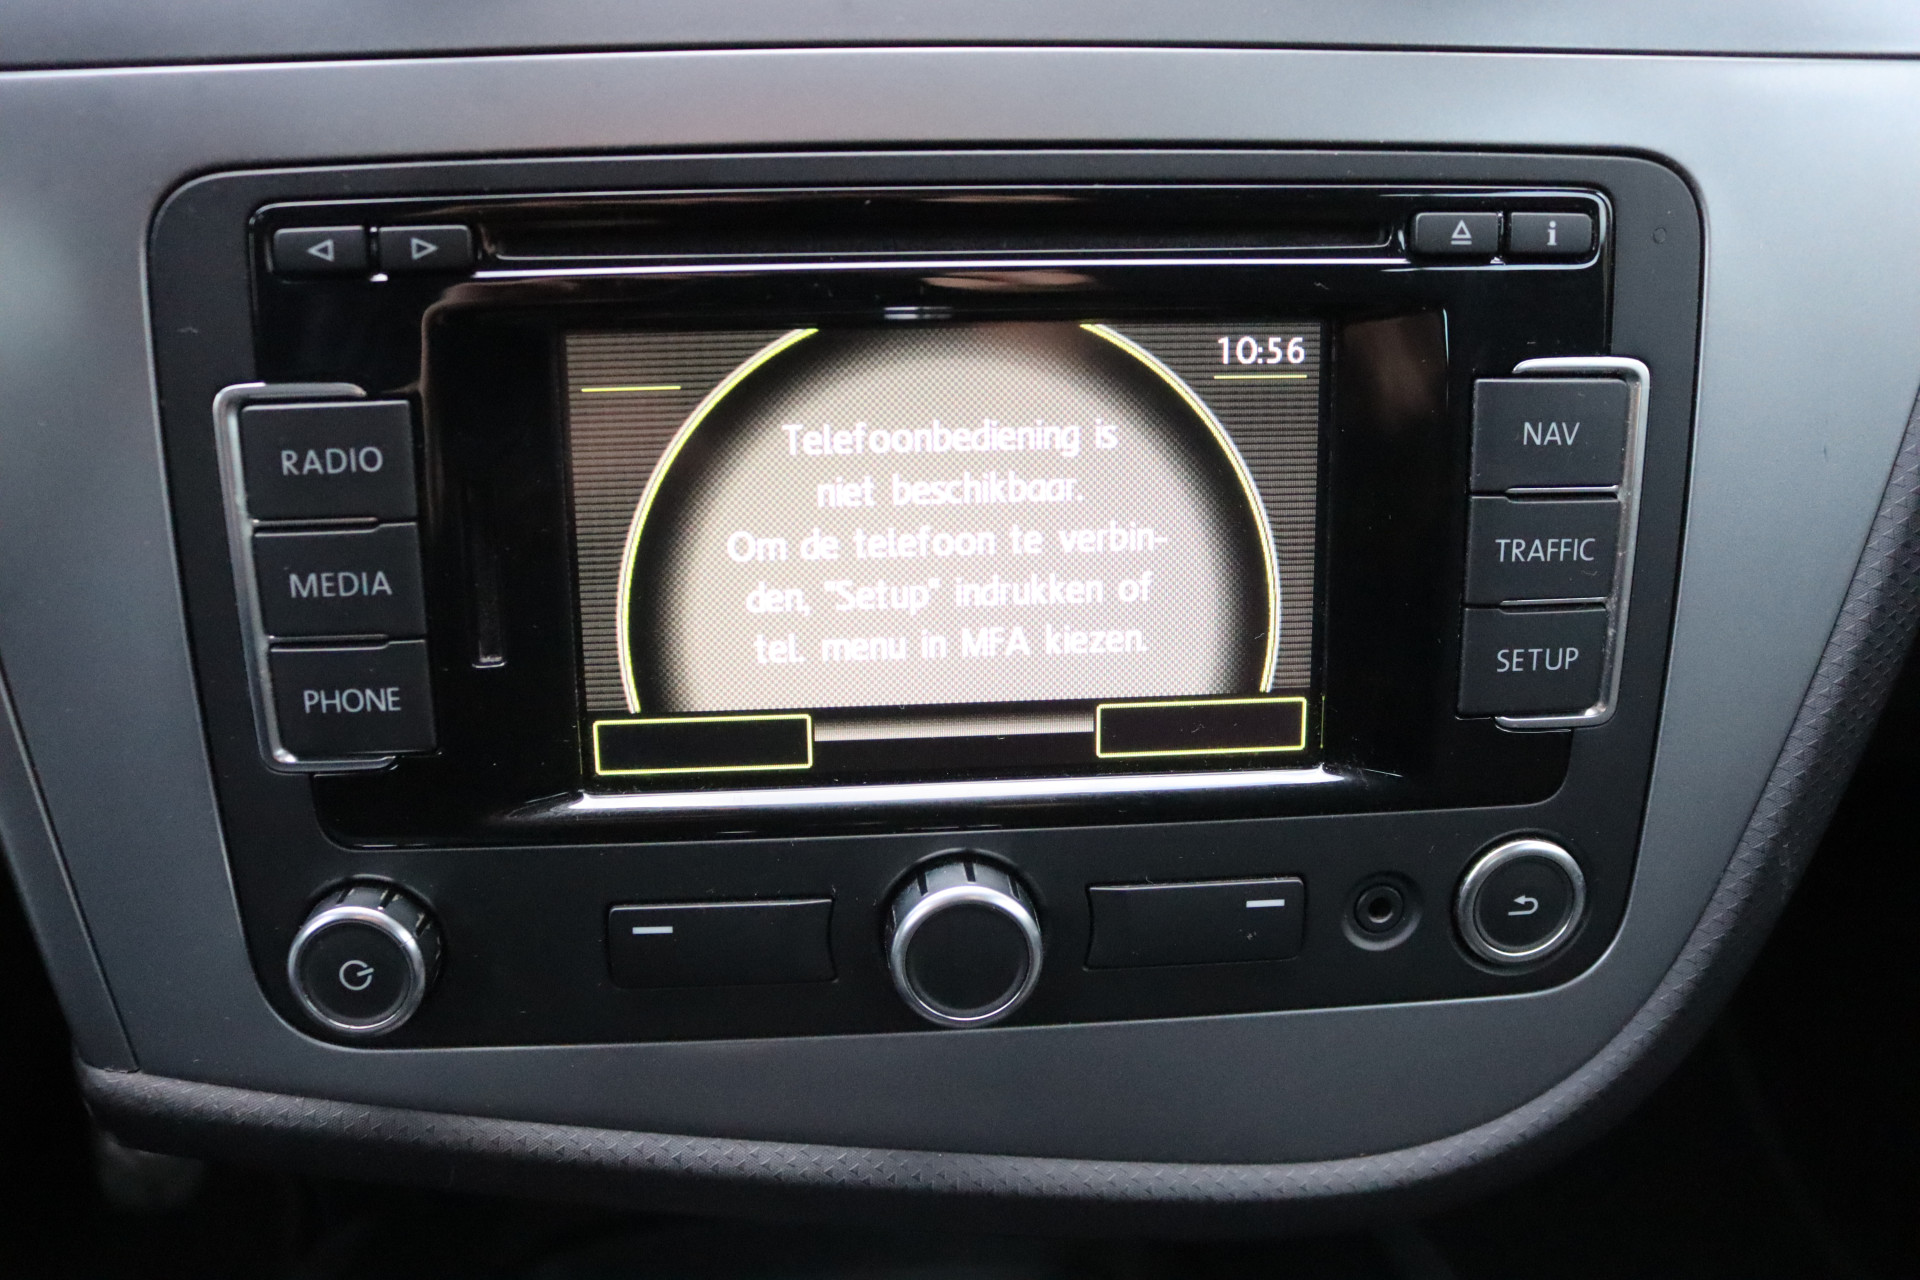 i
10:56
RADIO
MEDIA
PHONE
Telefoonbediening is
niet beschikbaar.
Om de telefoon te verbin-
den, "Setup" indrukken of
tel. menu in MFA kiezen.
NAV
TRAFFIC
SETUP